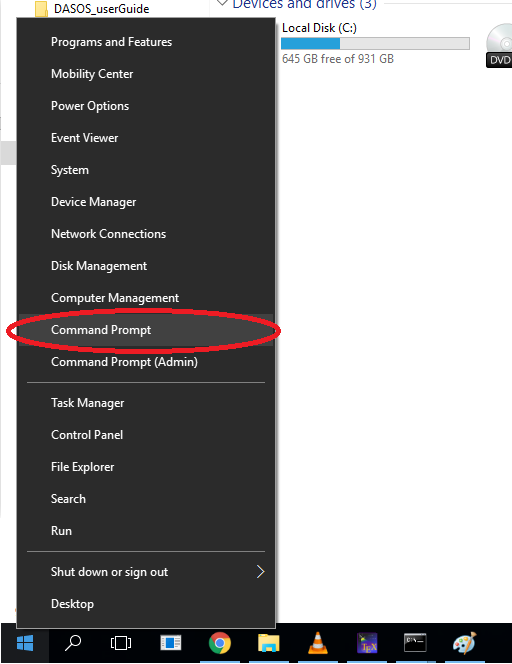 DASOS_userGuide
Devices and drives (3)
Local Disk (C:)
645 GB free of 931 GB
DVD
Programs and Features
Mobility Center
Power Options
Event Viewer
System
Device Manager
Network Connections
Disk Management
Computer Management
Command Prompt
Command Prompt (Admin)
Task Manager
Control Panel
File Explorer
Search
Run
Shut down or sign out
Desktop